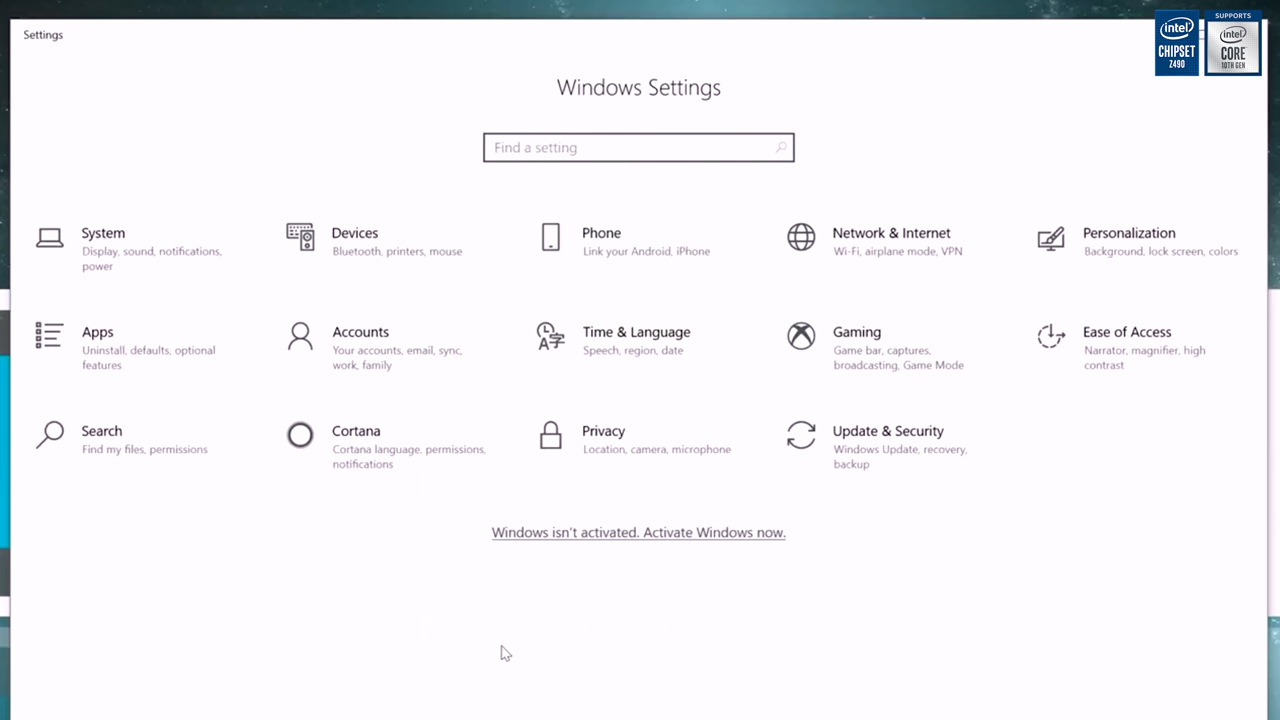 Settings
intel
CHIPSET
Z490
SUPPORTS
intel
CORE
10TH GEN
Windows Settings
Find a setting
System
Display, sound, notifications,
power
Devices
Bluetooth, printers, mouse
Phone
Link your Android, iPhone
Network & Internet
Wi-Fi, airplane mode, VPN
Personalization
Background, lock screen, colors
Apps
Uninstall, defaults, optional
features
Accounts
Your accounts, email, sync,
work, family
Time & Language
Speech, region, date
Gaming
Game bar, captures,
broadcasting, Game Mode
Ease of Access
Narrator, magnifier, high
contrast
Search
Find my files, permissions
Cortana
Cortana language, permissions,
notifications
Privacy
Location, camera, microphone
Update & Security
Windows Update, recovery,
backup
Windows isn't activated. Activate Windows now.